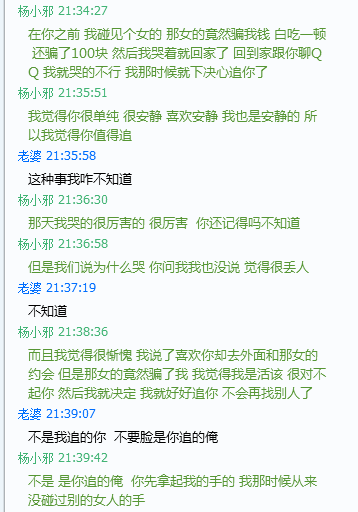 杨小邪 21:34:27
在你之前 我碰见个女的 那女的竟然骗我钱 白吃一顿
还骗了100块 然后我哭着就回家了 回到家跟你聊Q
Q 我就哭的不行 我那时候就下决心追你了
杨小邪 21:35:51
我觉得你很单纯 很安静 喜欢安静 我也是安静的 所
以我觉得你值得追
老婆 21:35:58
这种事我咋不知道
杨小邪 21:36:30
那天我哭的很厉害的 很厉害  你还记得吗不知道
杨小邪 21:36:58
但是我们说为什么哭 你问我我也没说 觉得很丢人
老婆 21:37:19
不知道
杨小邪 21:38:36
而且我觉得很惭愧 我说了喜欢你却去外面和那女的
约会 但是那女的竟然骗了我 我觉得我是活该 很对不
起你 然后我就决定 我就好好追你 不会再找别人了
老婆 21:39:07
不是我追的你  不要脸是你追的俺
杨小邪 21:39:42
不是 是你追的俺  你先拿起我的手的 我那时候从来
没碰过别的女人的手